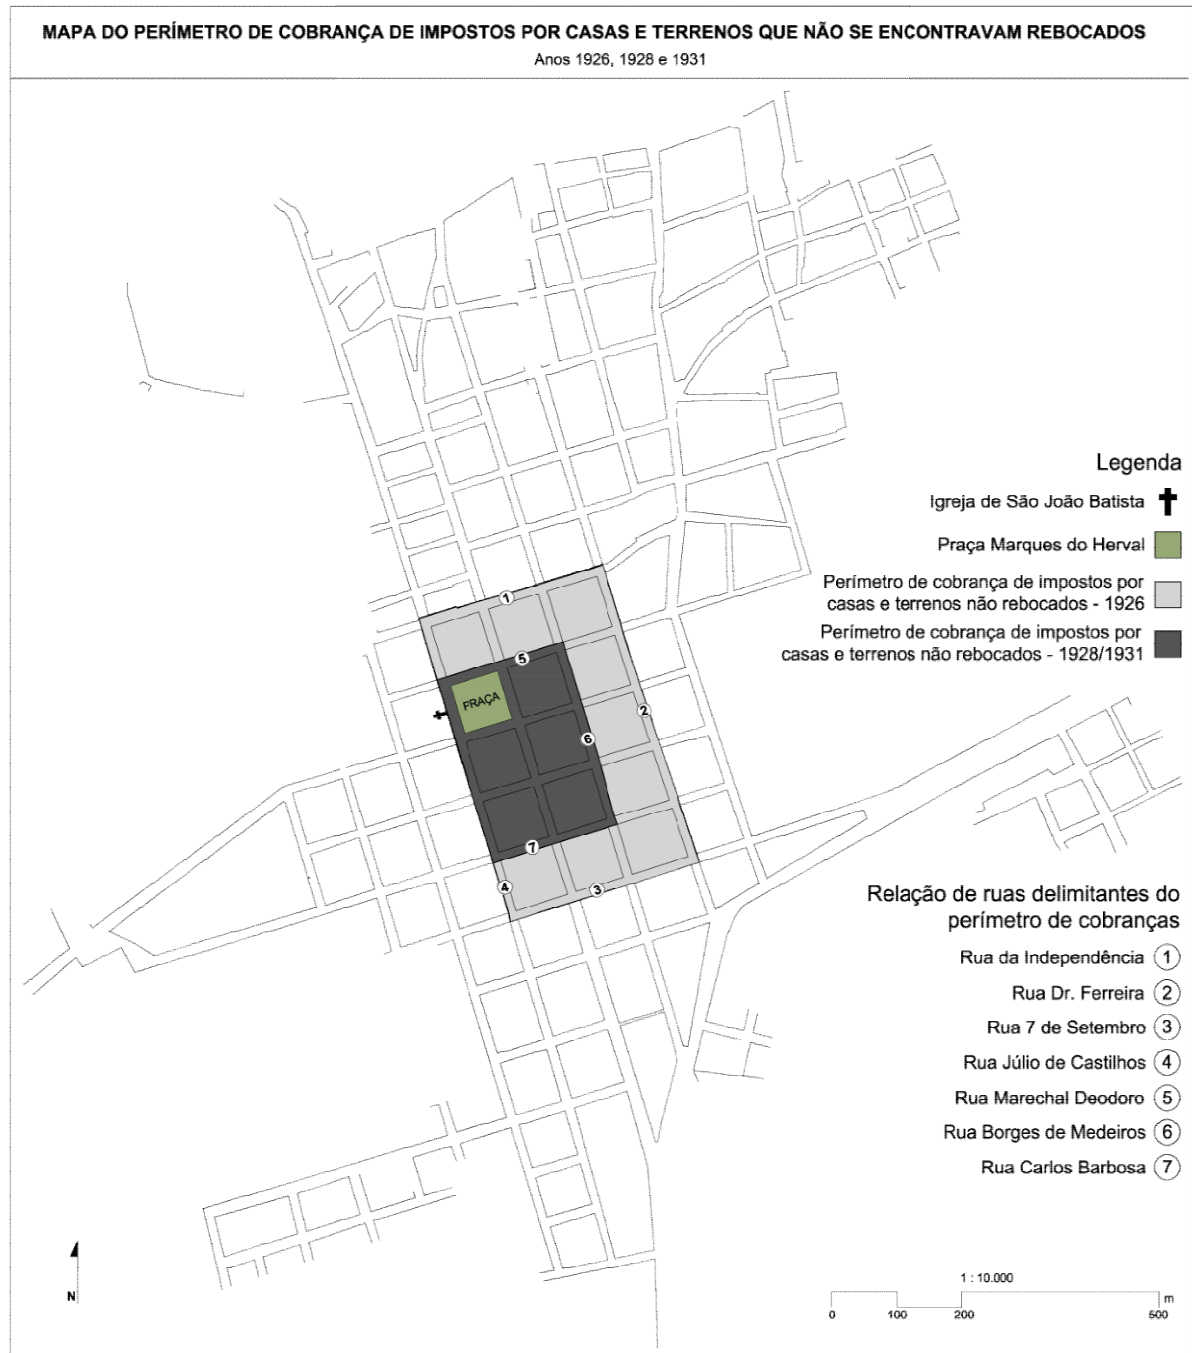 MAPA DO PERÍMETRO DE COBRANÇA DE IMPOSTOS POR CASAS E TERRENOS QUE NÃO SE ENCONTRAVAM REBOCADOS
Anos 1926, 1928 e 1931
Legenda
Igreja de São João Batista
Praça Marques do Herval
Perímetro de cobrança de impostos por
casas e terrenos não rebocados - 1926
Perímetro de cobrança de impostos por
casas e terrenos não rebocados - 1928/1931
1
5
PRAÇA
2
6
7
4
3
Relação de ruas delimitantes do
perímetro de cobranças
Rua da Independência 1
Rua Dr. Ferreira 2
Rua 7 de Setembro 3
Rua Júlio de Castilhos 4
Rua Marechal Deodoro 5
Rua Borges de Medeiros 6
Rua Carlos Barbosa 7
N
1 : 10.000
m
0 100 200 500